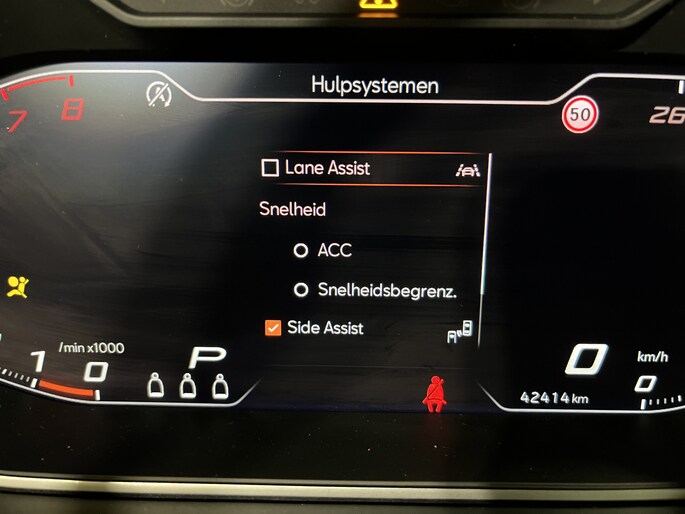 Hulpsystemen
7
8
50
26
Lane Assist
Snelheid
ACC
Snelheidsbegrenz.
Side Assist
/min x1000
1
0
P
0
km/h
0
42414 km